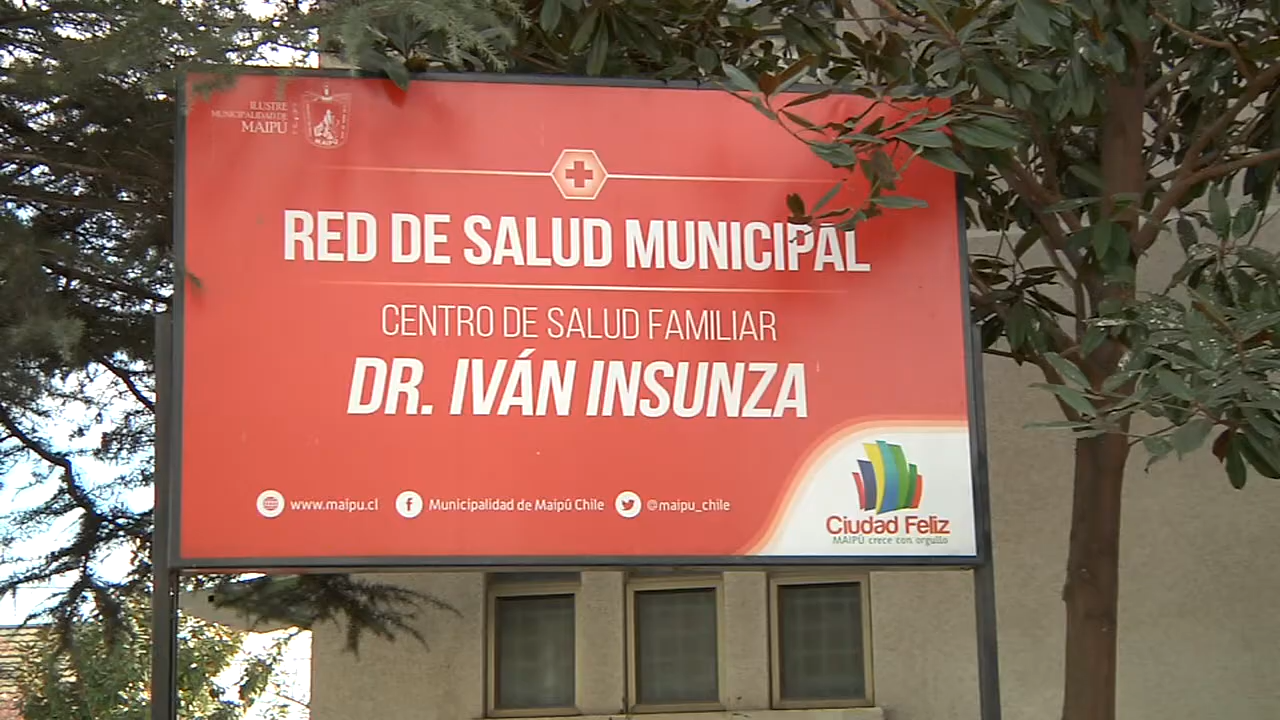 ILUSTRE
MUNICIPALIDAD DE
MAIPÚ
MAIPÚ
RED DE SALUD MUNICIPAL
CENTRO DE SALUD FAMILIAR
DR. IVÁN INSUNZA
www.maipu.cl f Municipalidad de Maipú Chile @maipu_chile
Ciudad Feliz
MAIPÚ crece con orgullo